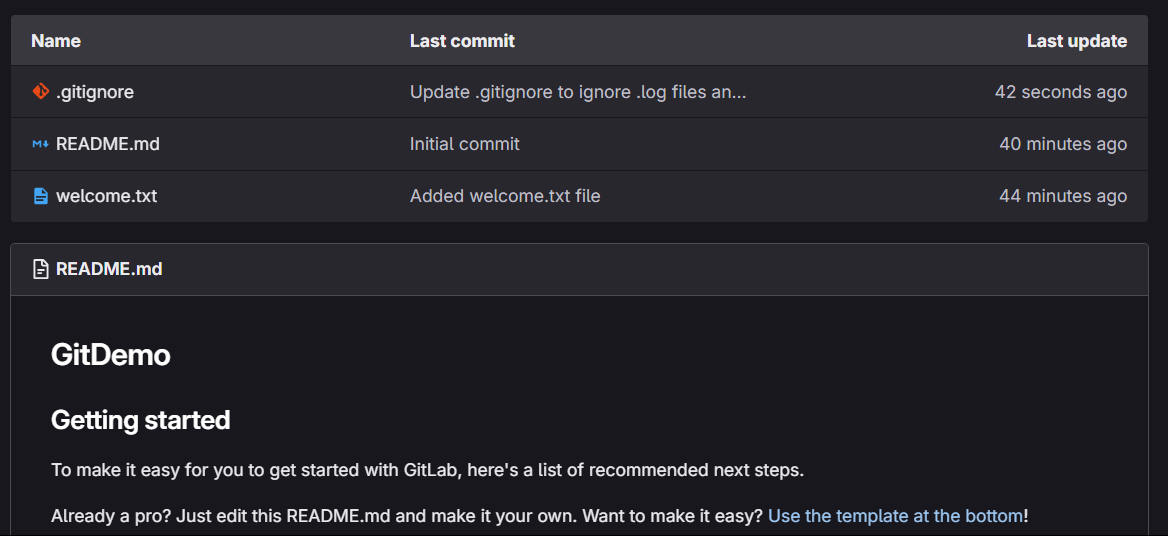 Name Last commit Last update
.gitignore Update .gitignore to ignore .log files an... 42 seconds ago
README.md Initial commit 40 minutes ago
welcome.txt Added welcome.txt file 44 minutes ago
README.md
GitDemo
Getting started
To make it easy for you to get started with GitLab, here's a list of recommended next steps.
Already a pro? Just edit this README.md and make it your own. Want to make it easy? Use the template at the bottom!